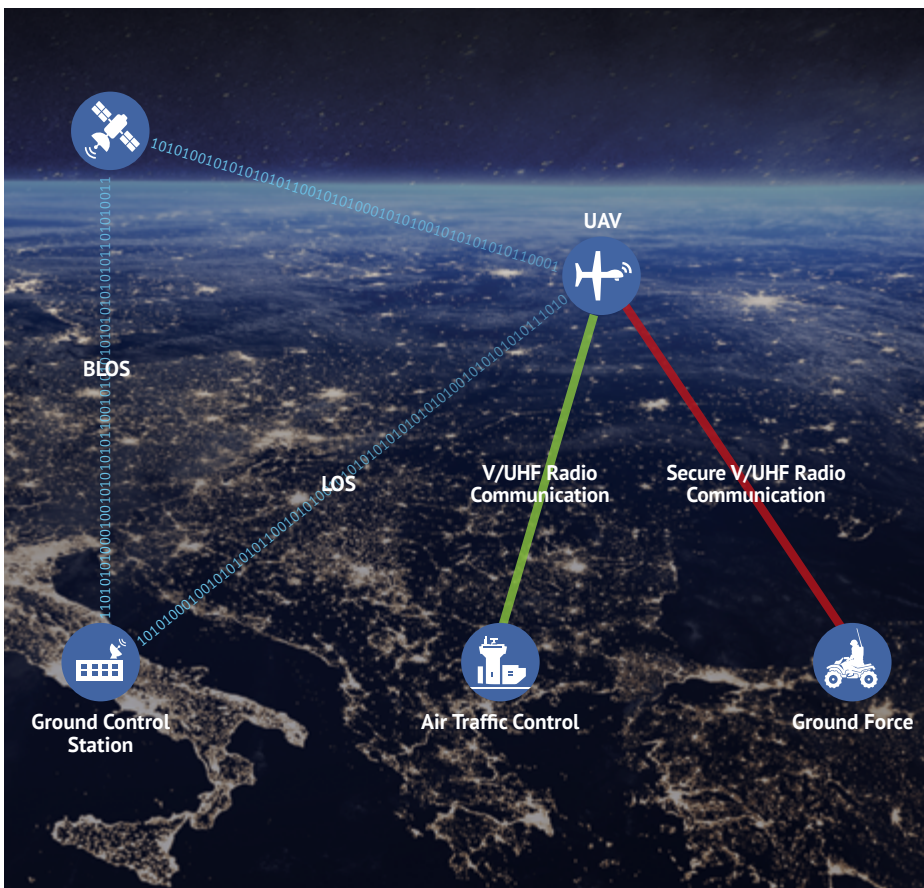 UAV
BLOS
LOS
V/UHF Radio
Communication
Secure V/UHF Radio
Communication
Ground Control
Station
Air Traffic Control
Ground Force